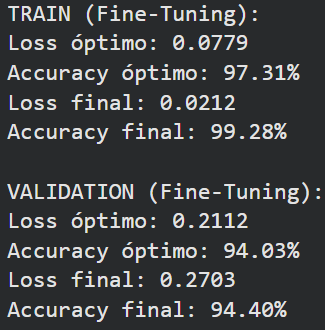 TRAIN (Fine-Tuning):
Loss óptimo: 0.0779
Accuracy óptimo: 97.31%
Loss final: 0.0212
Accuracy final: 99.28%
VALIDATION (Fine-Tuning):
Loss óptimo: 0.2112
Accuracy óptimo: 94.03%
Loss final: 0.2703
Accuracy final: 94.40%